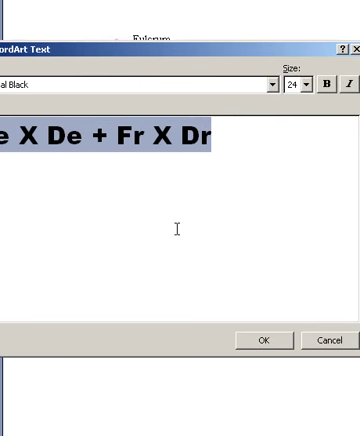 Fulcrum
ordArt Text
Size:
al Black
24
B
I
e X De + Fr X Dr
OK
Cancel